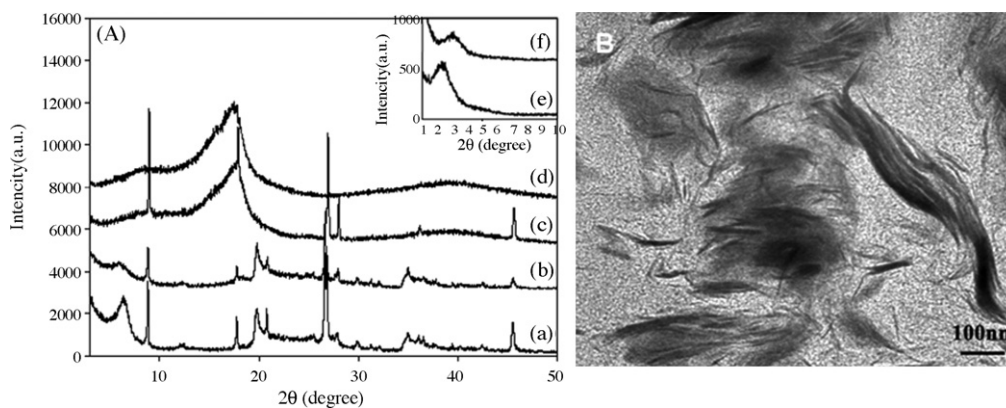 (A)
16000
14000
12000
10000
8000
6000
4000
2000
0
Intencity(a.u.)
10 20 30 40 50
2θ (degree)
(d)
(c)
(b)
(a)
1000
500
0
Intencity(a.u.)
(f)
(e)
1 2 3 4 5 6 7 8 9 10
2θ (degree)
B
100nm